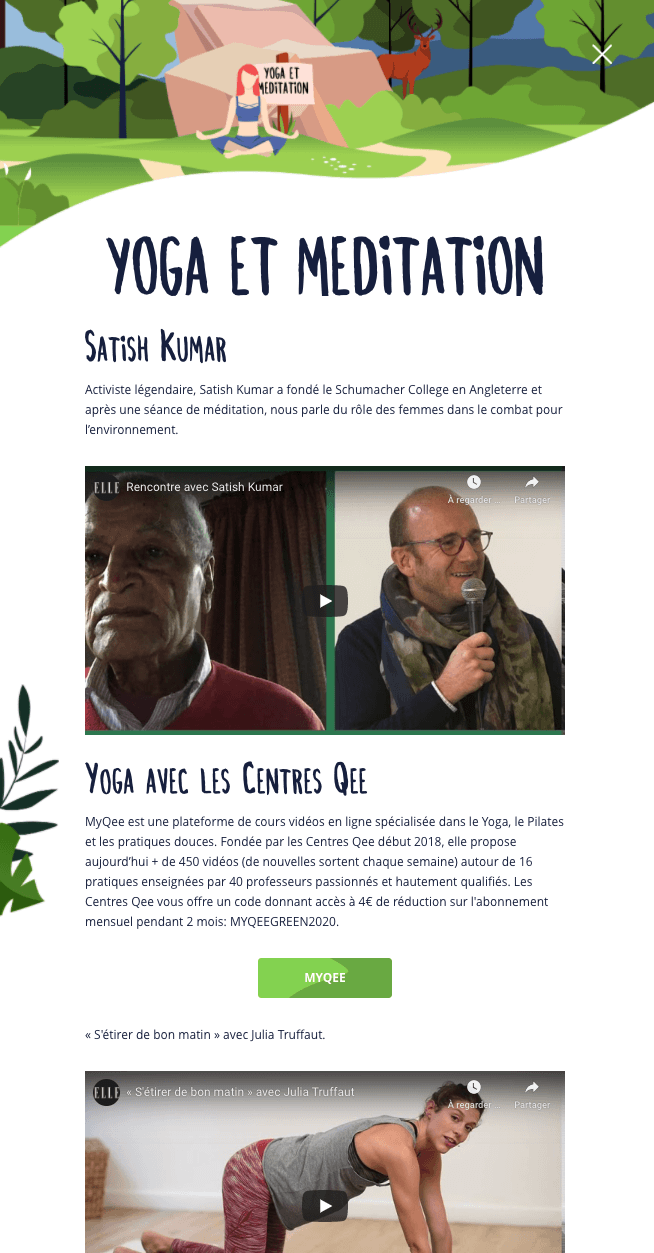 YOGA ET
MEDITATION
YOGA ET MEDITATION
Satish Kumar
Activiste légendaire, Satish Kumar a fondé le Schumacher College en Angleterre et
après une séance de méditation, nous parle du rôle des femmes dans le combat pour
l’environnement.
ELLE Rencontre avec Satish Kumar
À regarder ... Partager
Yoga avec les Centres Qee
MyQee est une plateforme de cours vidéos en ligne spécialisée dans le Yoga, le Pilates
et les pratiques douces. Fondée par les Centres Qee début 2018, elle propose
aujourd’hui + de 450 vidéos (de nouvelles sortent chaque semaine) autour de 16
pratiques enseignées par 40 professeurs passionnés et hautement qualifiés. Les
Centres Qee vous offre un code donnant accès à 4€ de réduction sur l'abonnement
mensuel pendant 2 mois: MYQEEGREEN2020.
MYQEE
« S'étirer de bon matin » avec Julia Truffaut.
ELLE « S'étirer de bon matin » avec Julia Truffaut
À regarder ... Partager